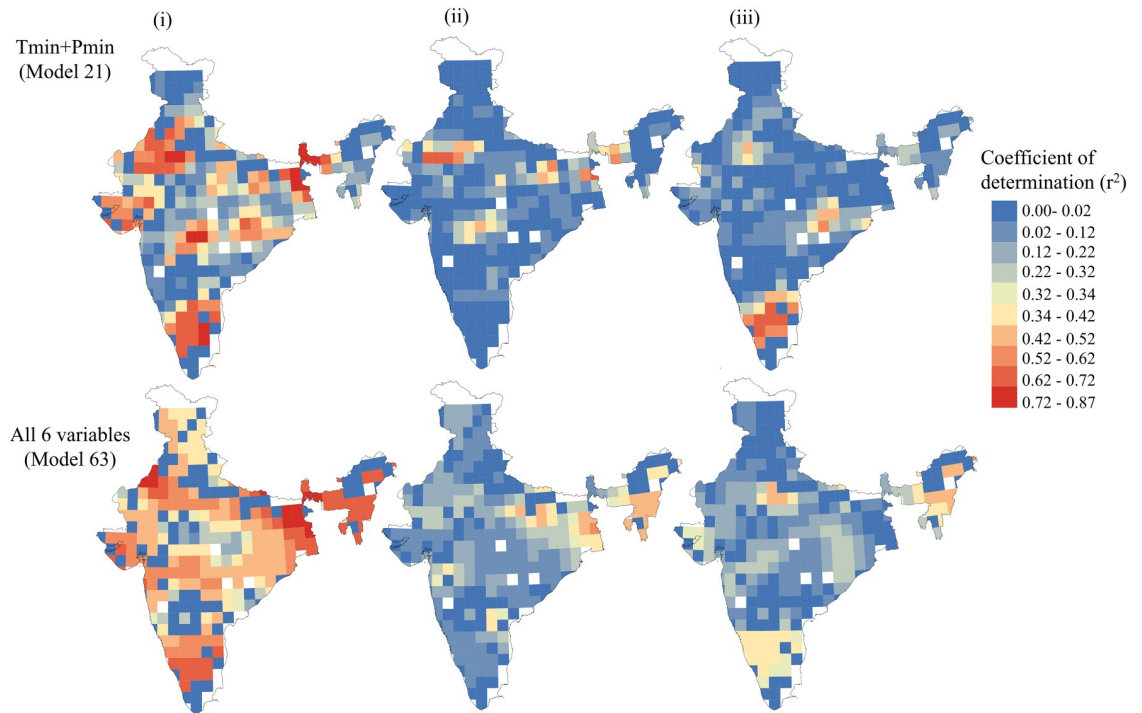 (i)
(ii)
(iii)
Tmin+Pmin
(Model 21)
Coefficient of
determination (r²)
0.00- 0.02
0.02 - 0.12
0.12 - 0.22
0.22 - 0.32
0.32 - 0.34
0.34 - 0.42
0.42 - 0.52
0.52 - 0.62
0.62 - 0.72
0.72 - 0.87
All 6 variables
(Model 63)